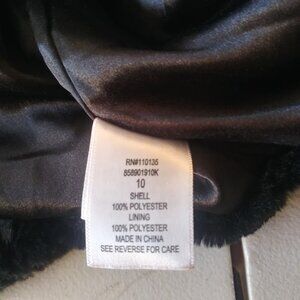 RN#110135
858901910K
10
SHELL
100% POLYESTER
LINING
100% POLYESTER
MADE IN CHINA
SEE REVERSE FOR CARE